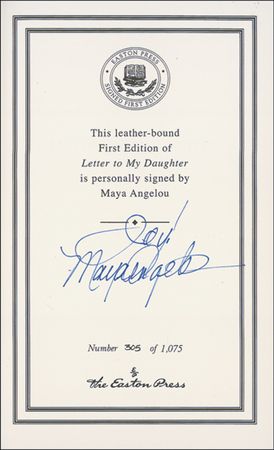 EASTON PRESS
SIGNED FIRST EDITION
This leather-bound
First Edition of
Letter to My Daughter
is personally signed by
Maya Angelou
Joy!
Maya Angelou
Number 305 of 1,075
The Easton Press